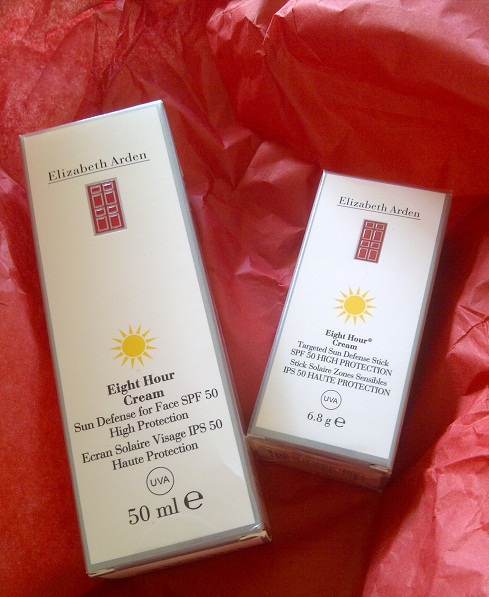 Elizabeth Arden
Eight Hour
Cream
Sun Defense for Face SPF 50
High Protection
Ecran Solaire Visage IPS 50
Haute Protection
UVA
50 ml e
Elizabeth Arden
Eight Hour®
Cream
Targeted Sun Defense Stick
SPF 50 HIGH PROTECTION
Stick Solaire Zones Sensibles
IPS 50 HAUTE PROTECTION
UVA
6.8 g e